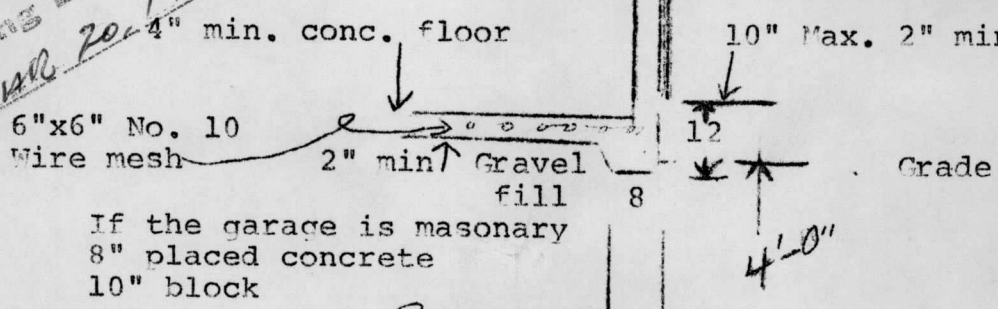 4" min. conc. floor
10" Max. 2" min
6"x6" No. 10
Wire mesh
2" min
Gravel
fill
12
8
Grade
4'-0"
If the garage is masonary
8" placed concrete
10" block